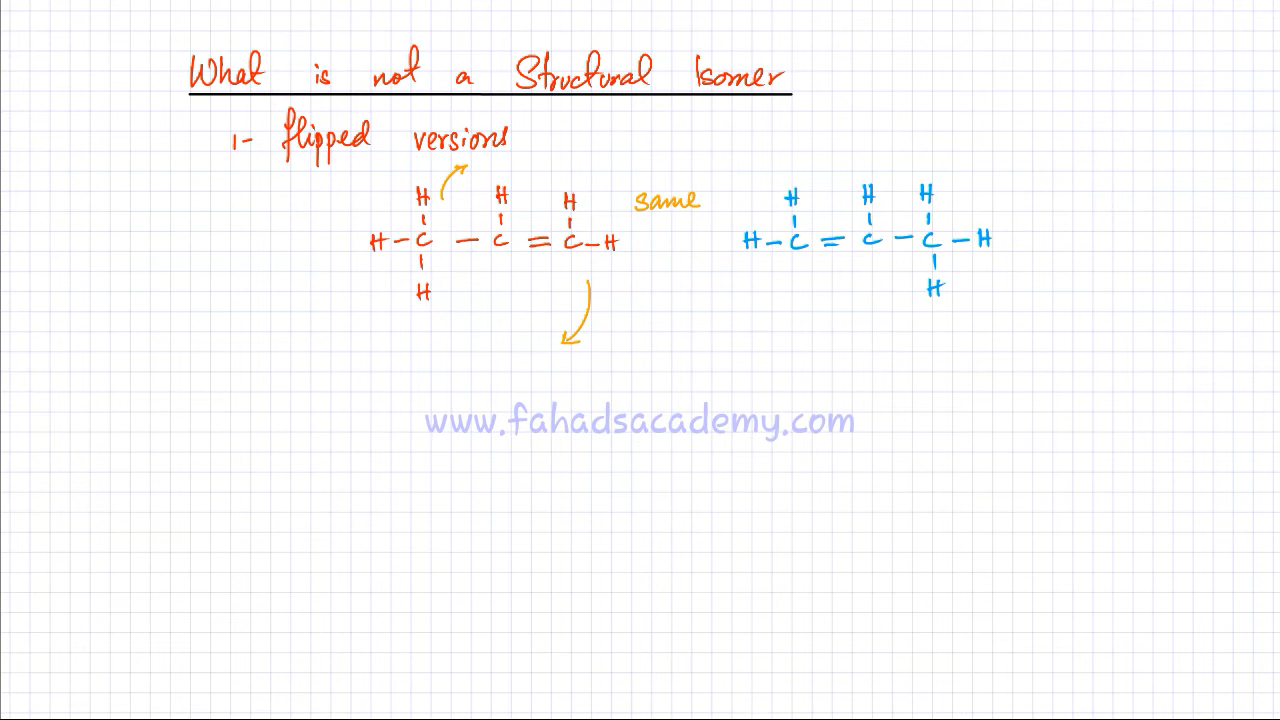 What is not a Structural Isomer
1- flipped versions
H H H same H H H
H - C - C = C - H H - C = C - C - H
H H
www.fahadsacademy.com